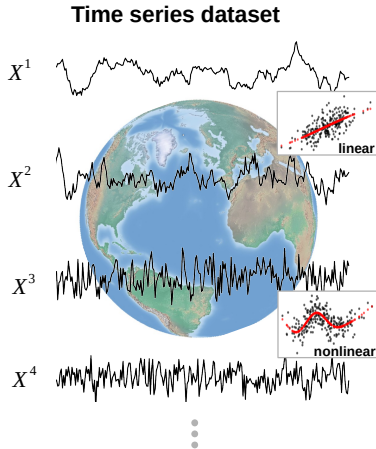 Time series dataset
X¹
linear
X²
X³
nonlinear
X⁴